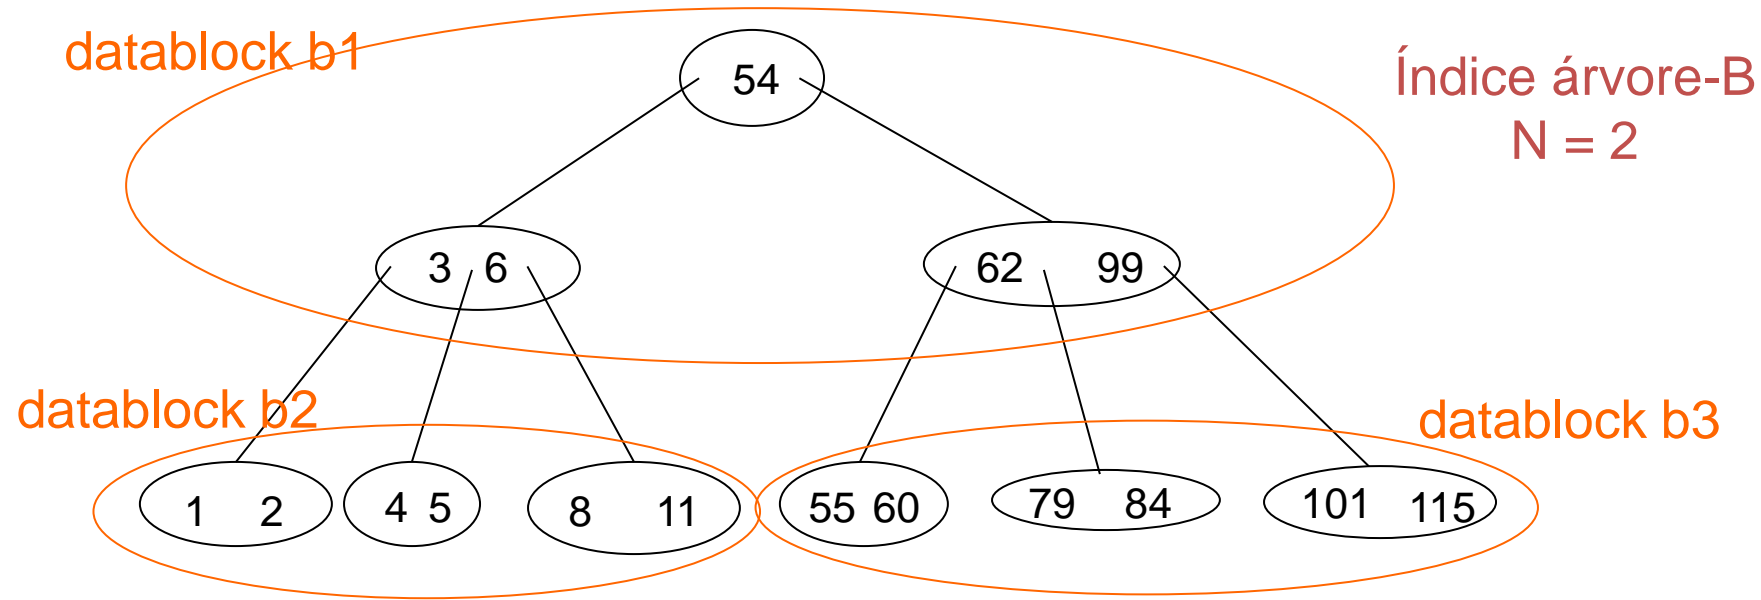 datablock b1
54
Índice árvore-B
N = 2
3 6
62 99
datablock b2
datablock b3
1 2
4 5
8 11
55 60
79 84
101 115